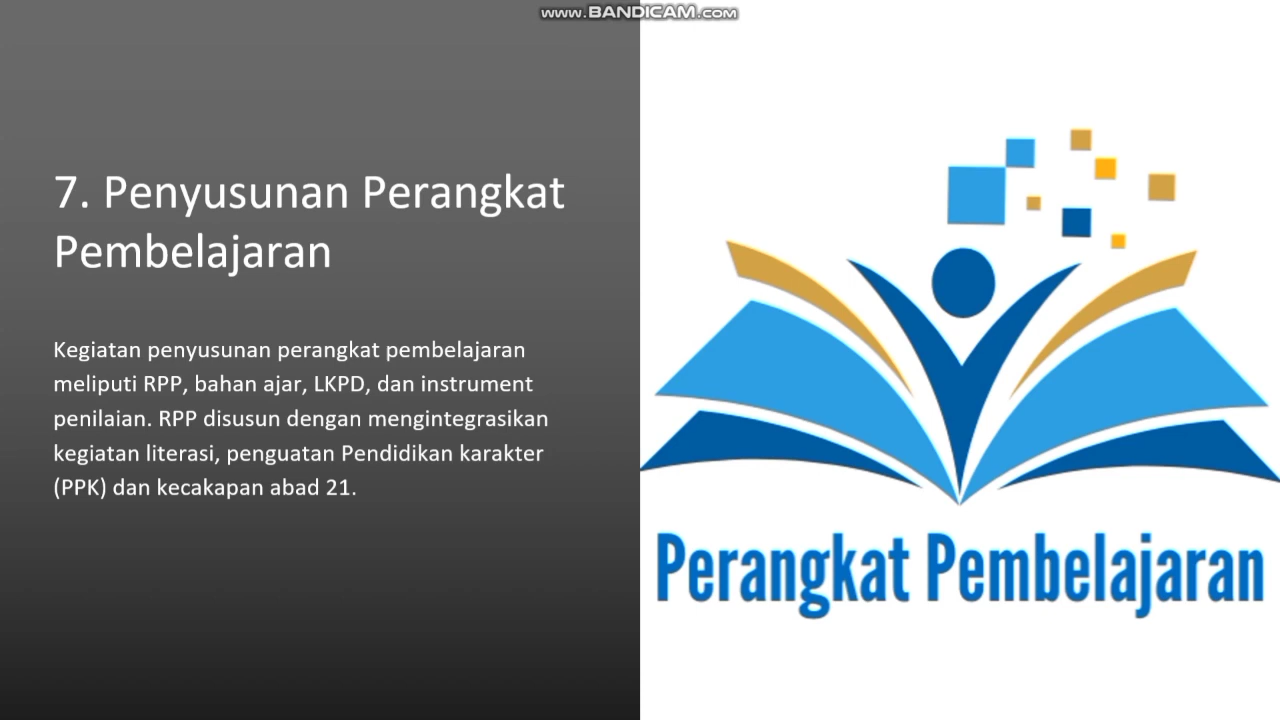 www.BANDICAM.com
7. Penyusunan Perangkat
Pembelajaran
Kegiatan penyusunan perangkat pembelajaran
meliputi RPP, bahan ajar, LKPD, dan instrument
penilaian. RPP disusun dengan mengintegrasikan
kegiatan literasi, penguatan Pendidikan karakter
(PPK) dan kecakapan abad 21.
Perangkat Pembelajaran